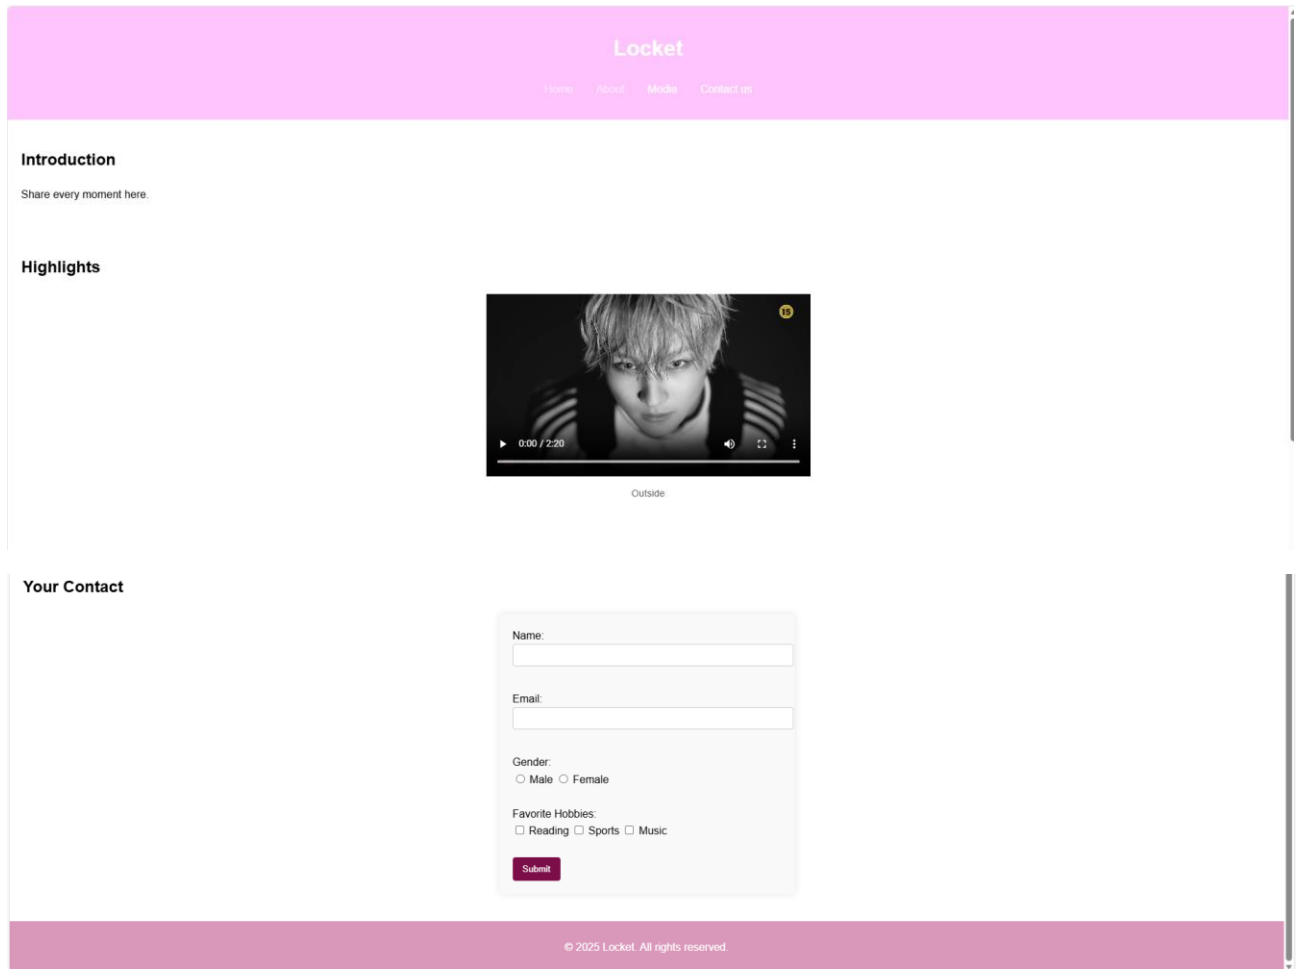 Locket
Home About Media Contact us
Introduction
Share every moment here.
Highlights
15
0:00 / 2:20
Outside
Your Contact
Name:
Email:
Gender:
Male Female
Favorite Hobbies:
Reading Sports Music
Submit
© 2025 Locket. All rights reserved.